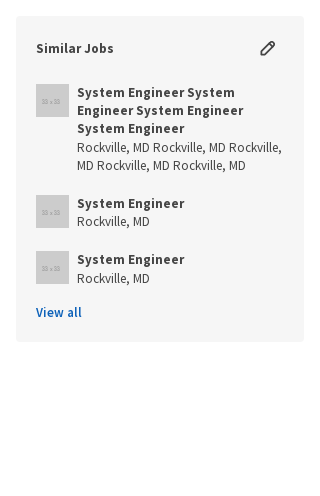 Similar Jobs
System Engineer System
Engineer System Engineer
System Engineer
Rockville, MD Rockville, MD Rockville,
MD Rockville, MD Rockville, MD
System Engineer
Rockville, MD
System Engineer
Rockville, MD
View all